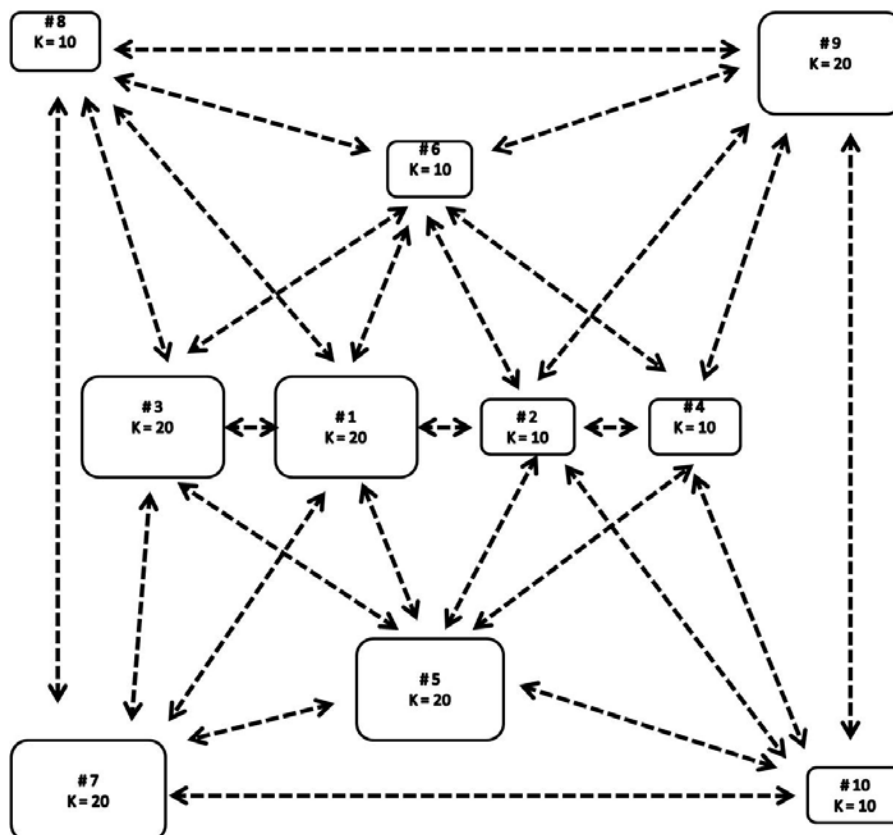 #8
K = 10
#9
K = 20
#6
K = 10
#3
K = 20
#1
K = 20
#2
K = 10
#4
K = 10
#5
K = 20
#7
K = 20
#10
K = 10